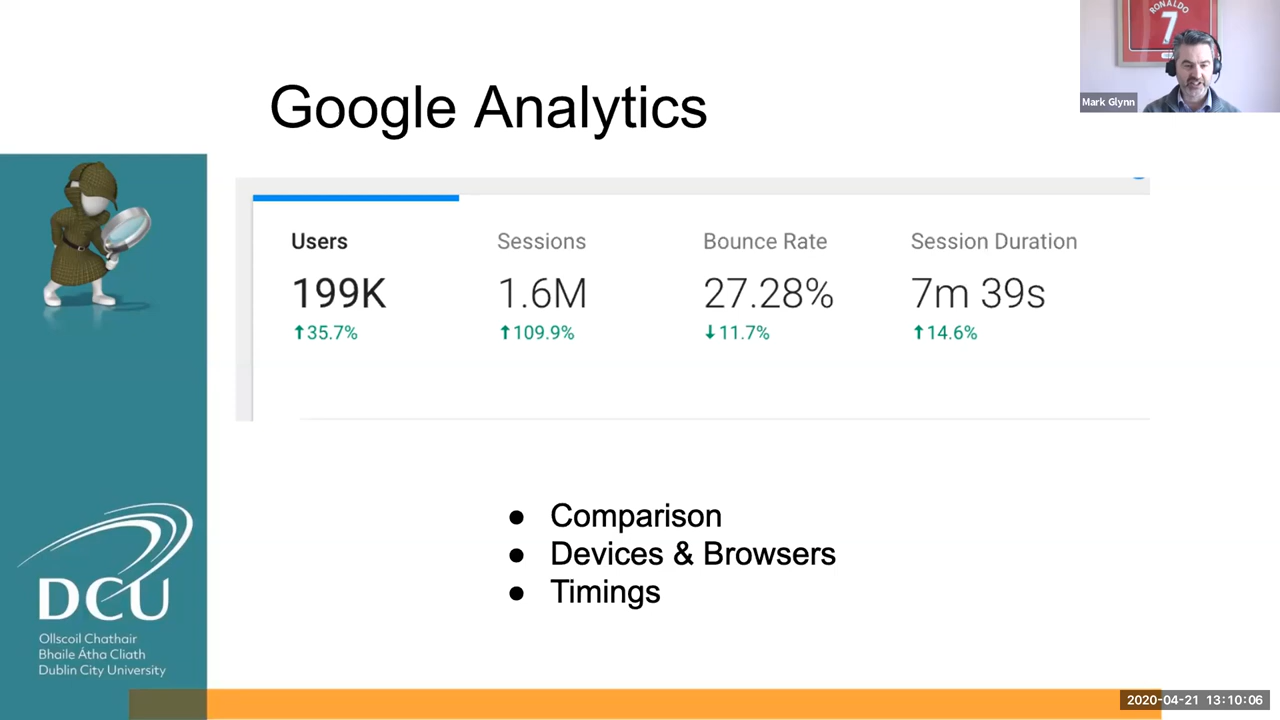 RONALDO
7
Mark Glynn
Google Analytics
Users Sessions Bounce Rate Session Duration
199K 1.6M 27.28% 7m 39s
↑35.7% ↑109.9% ↓11.7% ↑14.6%
● Comparison
● Devices & Browsers
● Timings
DCU
Ollscoil Chathair
Bhaile Átha Cliath
Dublin City University
2020-04-21 13:10:06